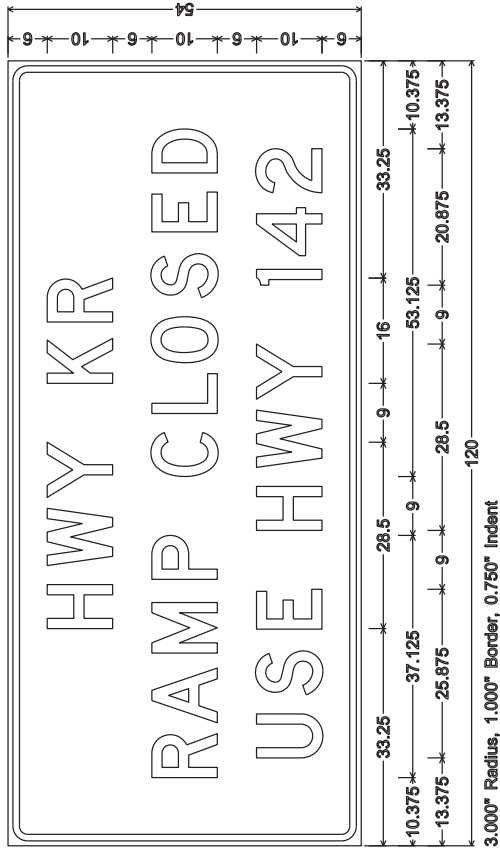 HWY KR
RAMP CLOSED
USE HWY 142
6 10 6 10 6 10 6
54
33.25 28.5 9 16 33.25
10.375 37.125 9 53.125 10.375
13.375 25.875 9 28.5 9 20.875 13.375
120
3.000" Radius, 1.000" Border, 0.750" Indent